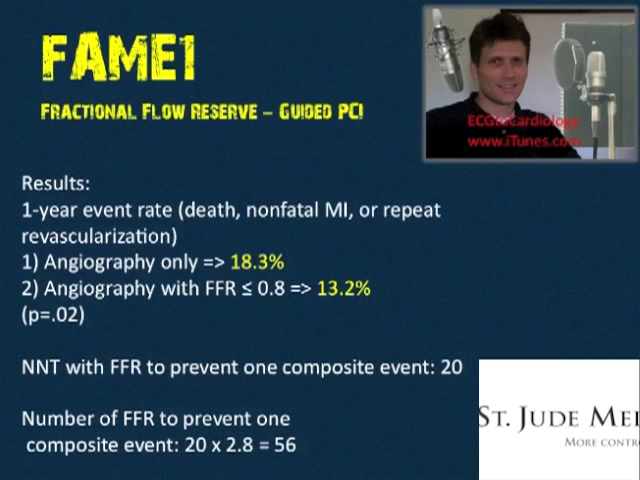 FAME1
FRACTIONAL FLOW RESERVE – GUIDED PCI
ECGtoCardiology
www.iTunes.com
Results:
1-year event rate (death, nonfatal MI, or repeat
revascularization)
1) Angiography only => 18.3%
2) Angiography with FFR ≤ 0.8 => 13.2%
(p=.02)
NNT with FFR to prevent one composite event: 20
Number of FFR to prevent one
composite event: 20 x 2.8 = 56
ST. JUDE
MORE